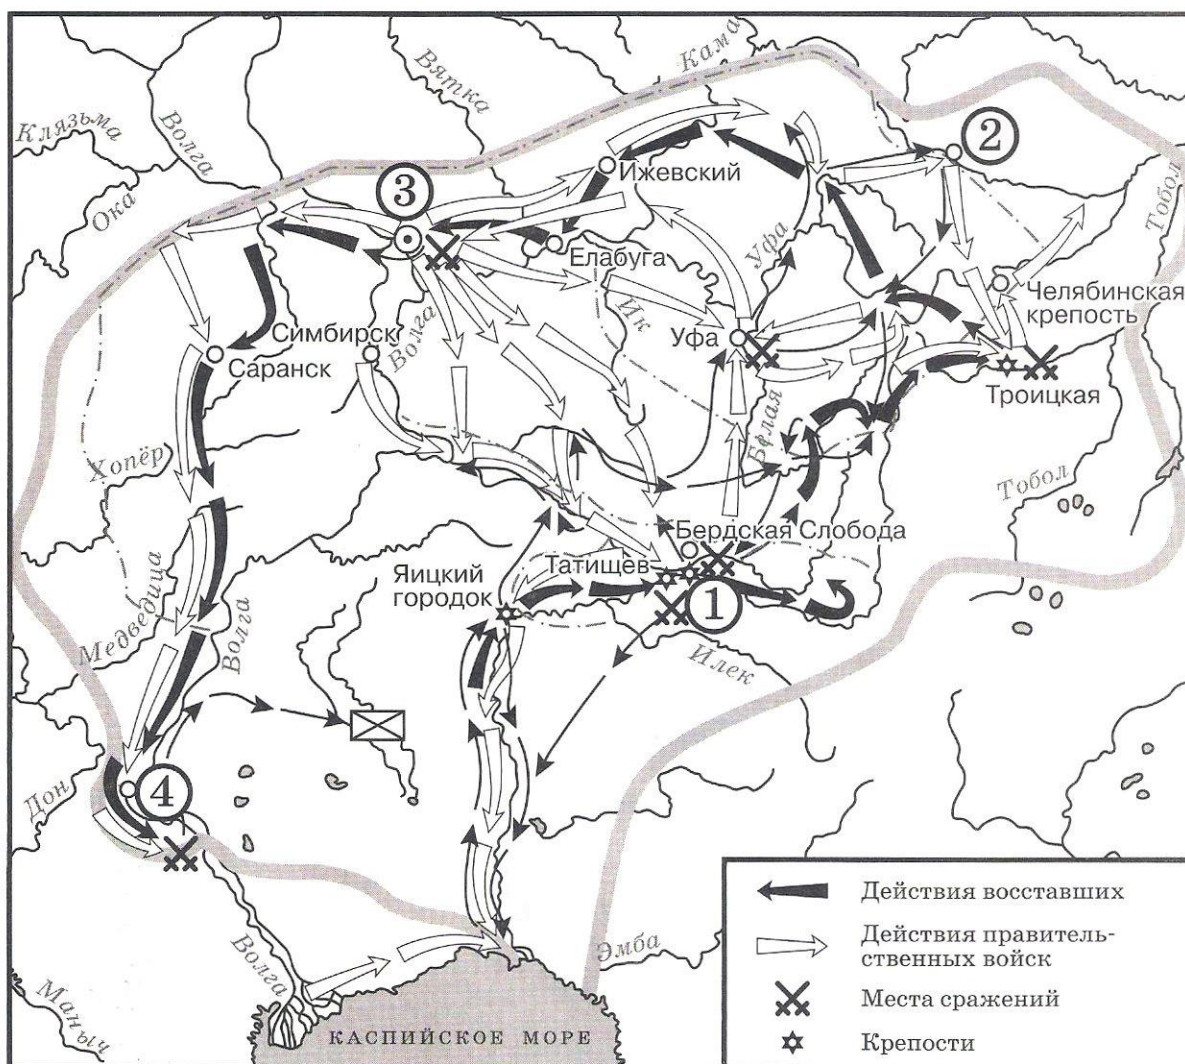 Кама
Вятка
Клязьма
Волга
2
Ижевский
Тобол
Ока
3
Елабуга
Уфа
Челябинская
крепость
Ик
Волга
Симбирск
Саранск
Уфа
Троицкая
Белая
Хопёр
Тобол
Бердская Слобода
Татищев
Яицкий
городок
1
Медведица
Волга
Илек
Дон
4
Действия восставших
Действия правитель-
ственных войск
Места сражений
Крепости
Волга
Эмба
Маныч
КАСПИЙСКОЕ МОРЕ